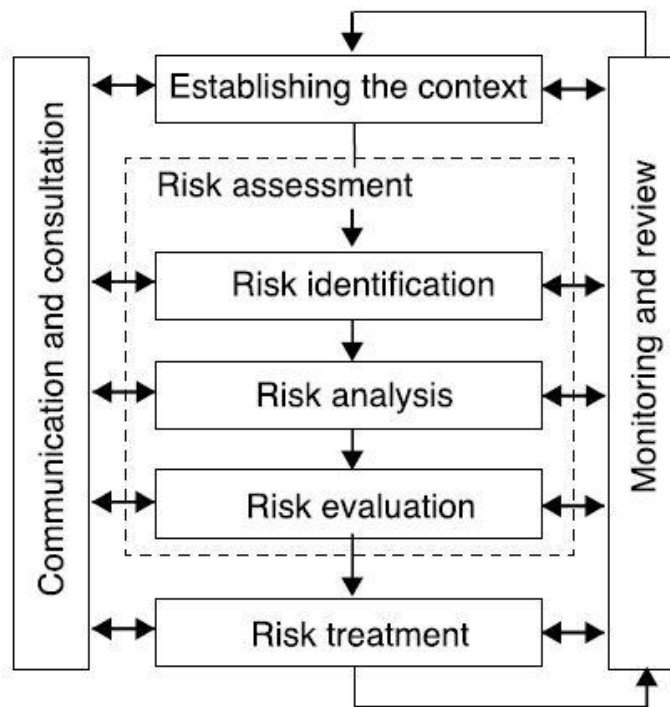 Establishing the context
Risk assessment
Risk identification
Risk analysis
Risk evaluation
Risk treatment
Communication and consultation
Monitoring and review